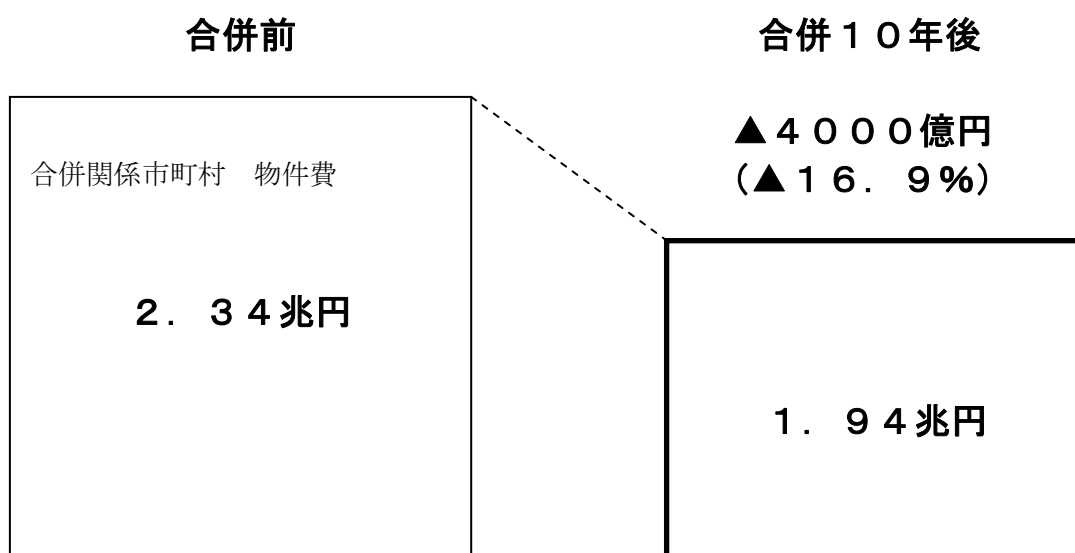 合併前
合併１０年後
▲４０００億円
（▲１６．９％）
合併関係市町村　物件費
２．３４兆円
１．９４兆円